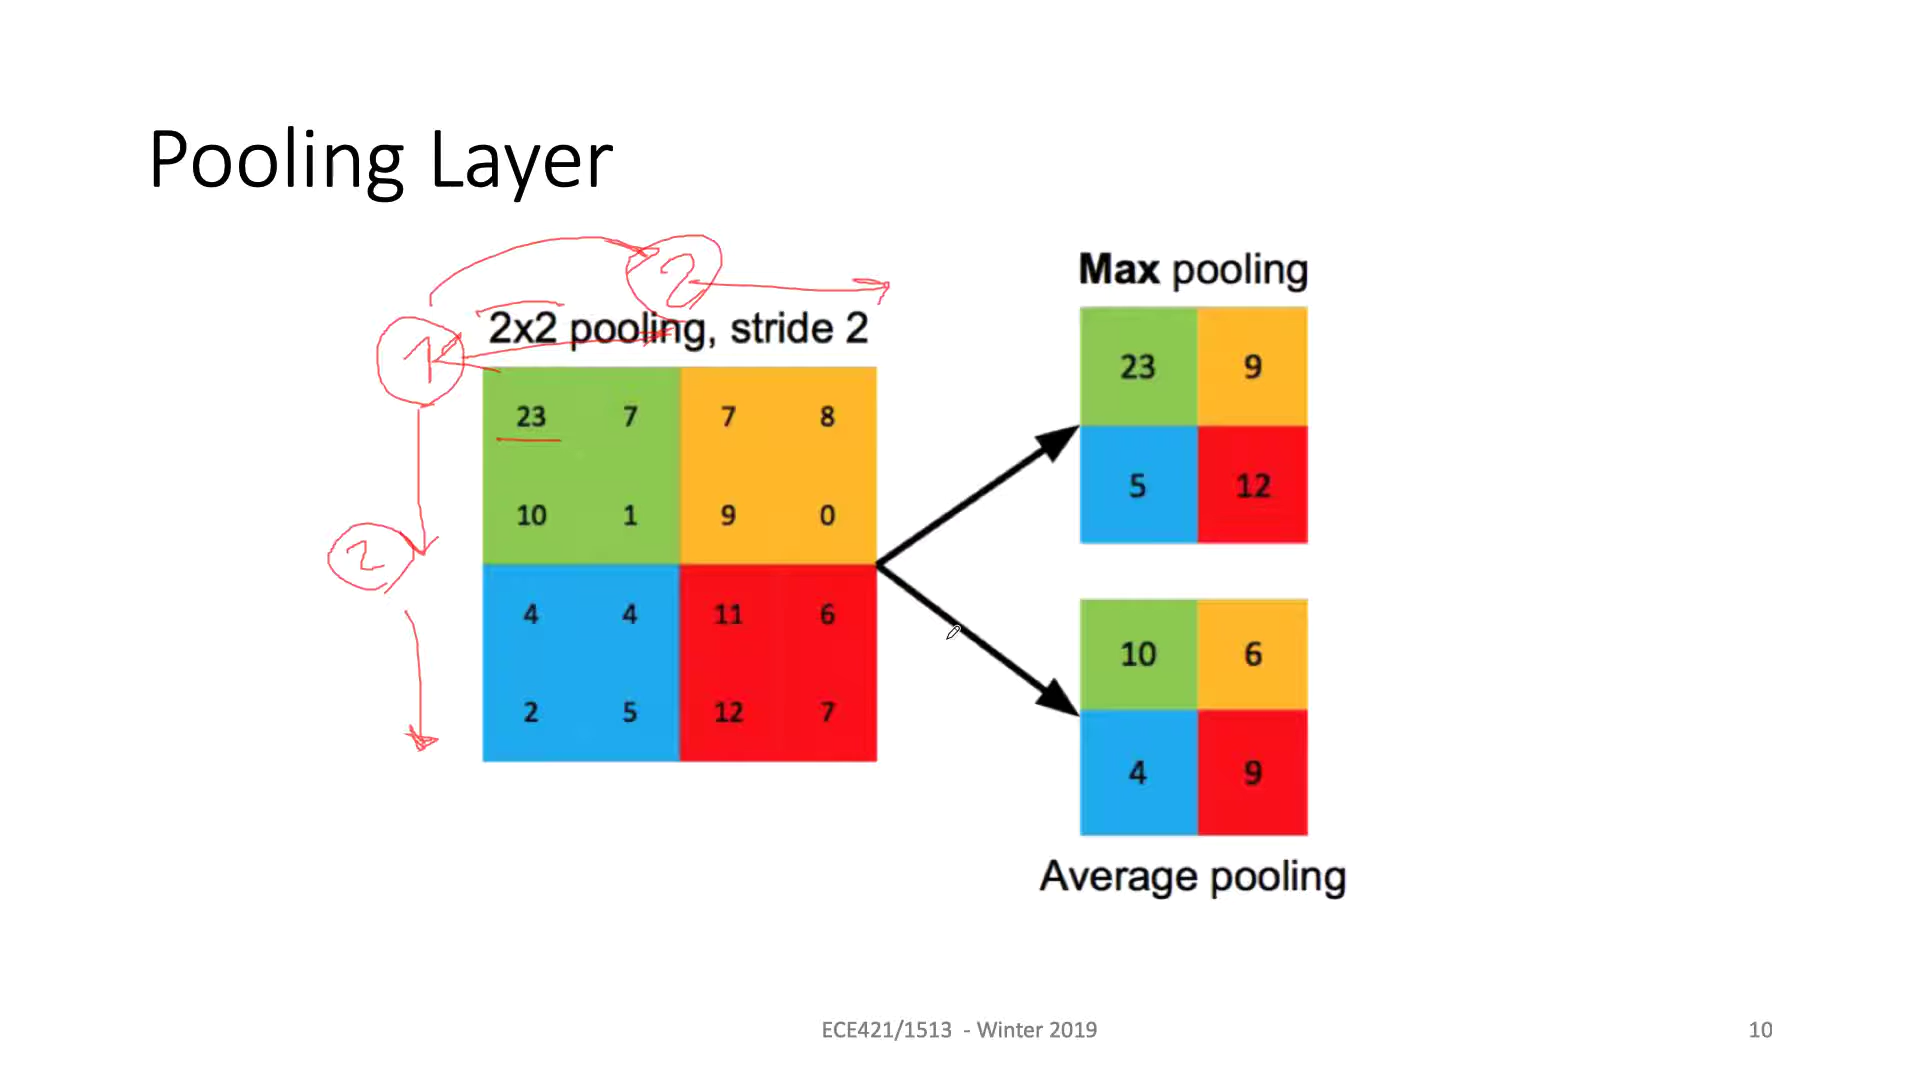 Pooling Layer
2
1
2x2 pooling, stride 2
23 7 7 8
10 1 9 0
2
4 4 11 6
2 5 12 7
Max pooling
23 9
5 12
10 6
4 9
Average pooling
ECE421/1513 - Winter 2019
10